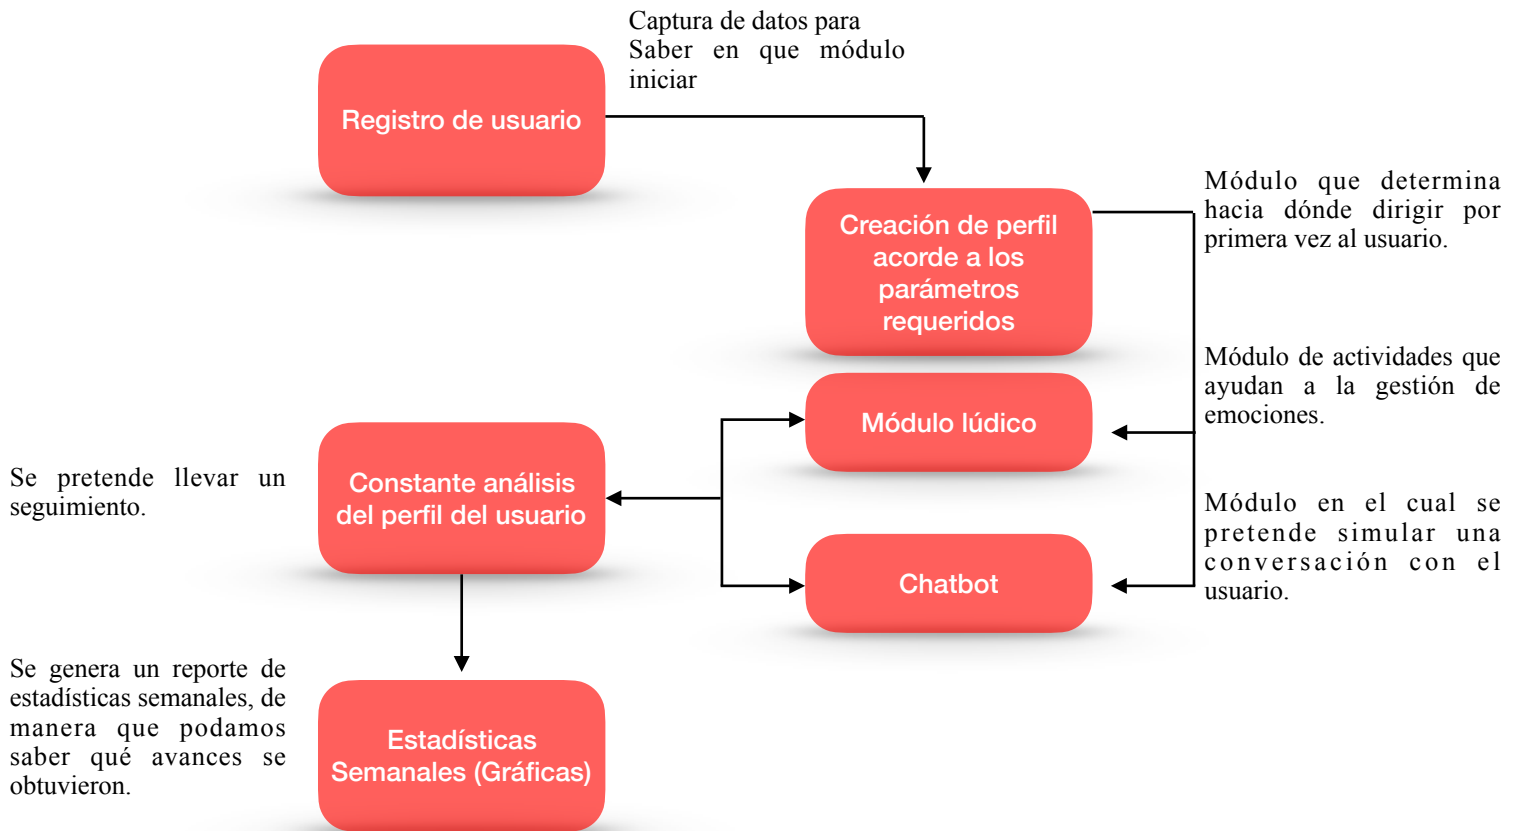 Captura de datos para
Saber en que módulo
iniciar
Registro de usuario
Creación de perfil
acorde a los
parámetros
requeridos
Módulo que determina
hacia dónde dirigir por
primera vez al usuario.
Módulo lúdico
Módulo de actividades que
ayudan a la gestión de
emociones.
Constante análisis
del perfil del usuario
Se pretende llevar un
seguimiento.
Chatbot
Módulo en el cual se
pretende simular una
conversación con el
usuario.
Se genera un reporte de
estadísticas semanales, de
manera que podamos
saber qué avances se
obtuvieron.
Estadísticas
Semanales (Gráficas)